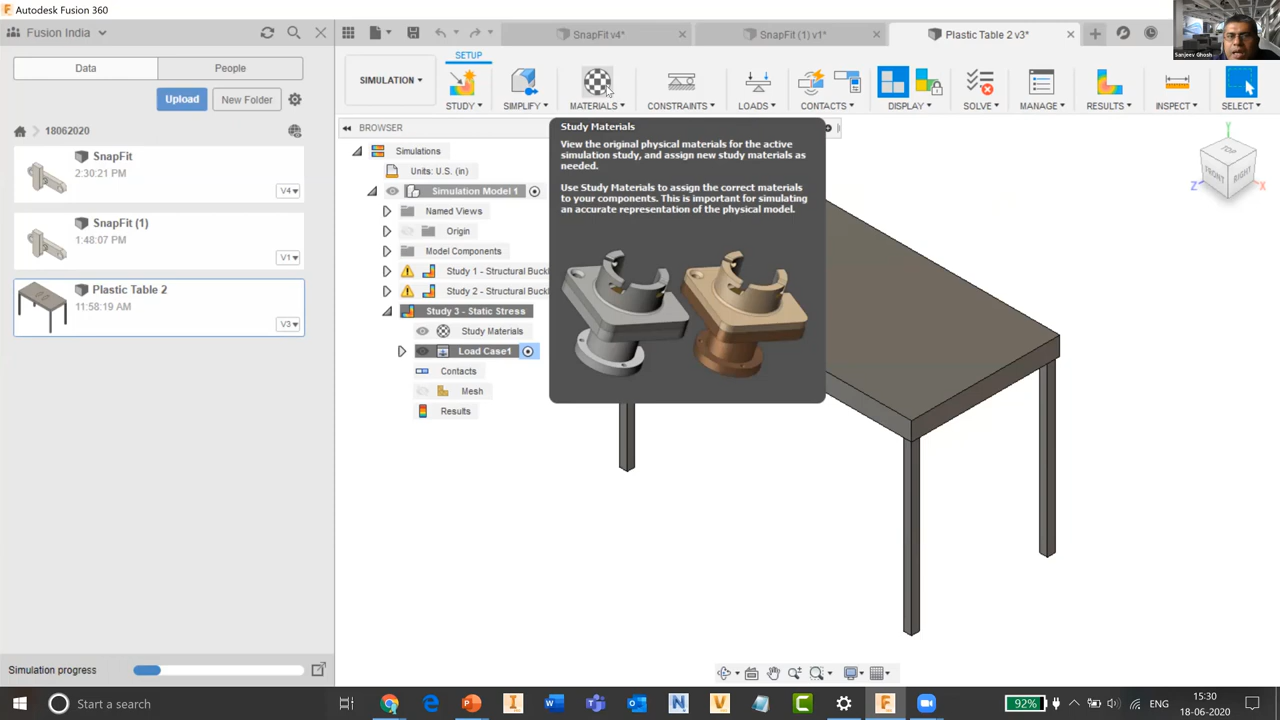 Autodesk Fusion 360
Fusion India
SnapFit v4*
SnapFit (1) v1*
Plastic Table 2 v3*
Sanjeev Ghosh
Data
People
SETUP
SIMULATION
STUDY
SIMPLIFY
MATERIALS
CONSTRAINTS
LOADS
CONTACTS
DISPLAY
SOLVE
MANAGE
RESULTS
INSPECT
SELECT
Upload
New Folder
18062020
SnapFit
2:30:21 PM
V4
SnapFit (1)
1:48:07 PM
V1
Plastic Table 2
11:58:19 AM
V3
BROWSER
Simulations
Units: U.S. (in)
Simulation Model 1
Named Views
Origin
Model Components
Study 1 - Structural Buckl
Study 2 - Structural Buckl
Study 3 - Static Stress
Study Materials
Load Case1
Contacts
Mesh
Results
Study Materials
View the original physical materials for the active
simulation study, and assign new study materials as
needed.
Use Study Materials to assign the correct materials
to your components. This is important for simulating
an accurate representation of the physical model.
TOP
FRONT
RIGHT
Y
Z
X
Simulation progress
Start a search
92%
ENG
15:30
18-06-2020